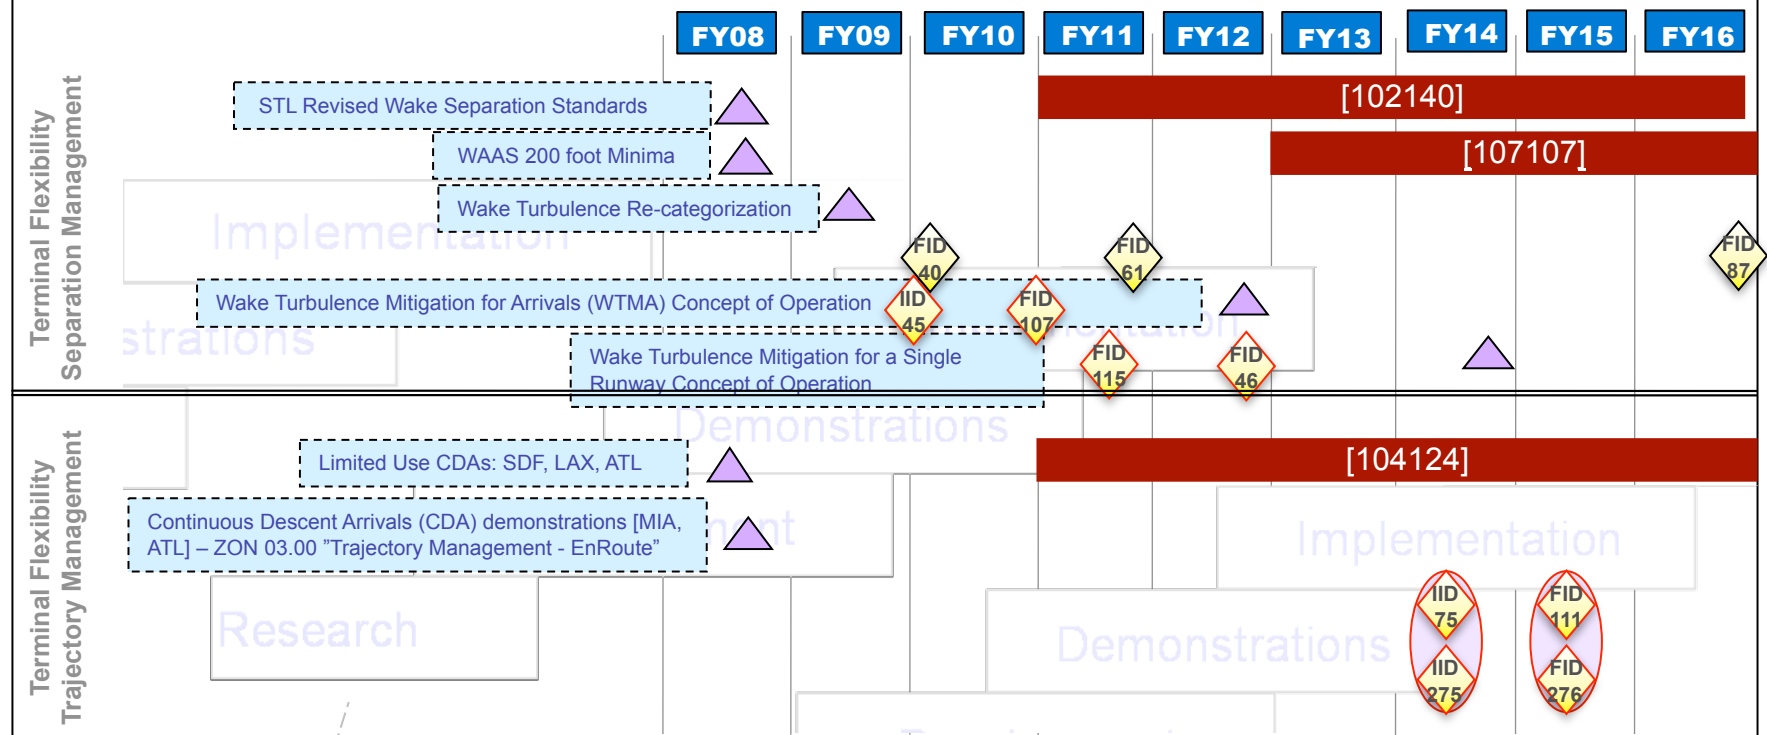 FY08 FY09 FY10 FY11 FY12 FY13 FY14 FY15 FY16
Terminal Flexibility
Separation Management
STL Revised Wake Separation Standards
[102140]
WAAS 200 foot Minima
[107107]
Wake Turbulence Re-categorization
Implementation
FID
40
FID
61
FID
87
Wake Turbulence Mitigation for Arrivals (WTMA) Concept of Operation
IID
45
FID
107
Wake Turbulence Mitigation for a Single
Runway Concept of Operation
FID
115
FID
46
strations
Demonstrations
Terminal Flexibility
Trajectory Management
Limited Use CDAs: SDF, LAX, ATL
[104124]
Continuous Descent Arrivals (CDA) demonstrations [MIA,
ATL] – ZON 03.00 ”Trajectory Management - EnRoute”
Implementation
Research
Demonstrations
IID
75
IID
275
FID
111
FID
276